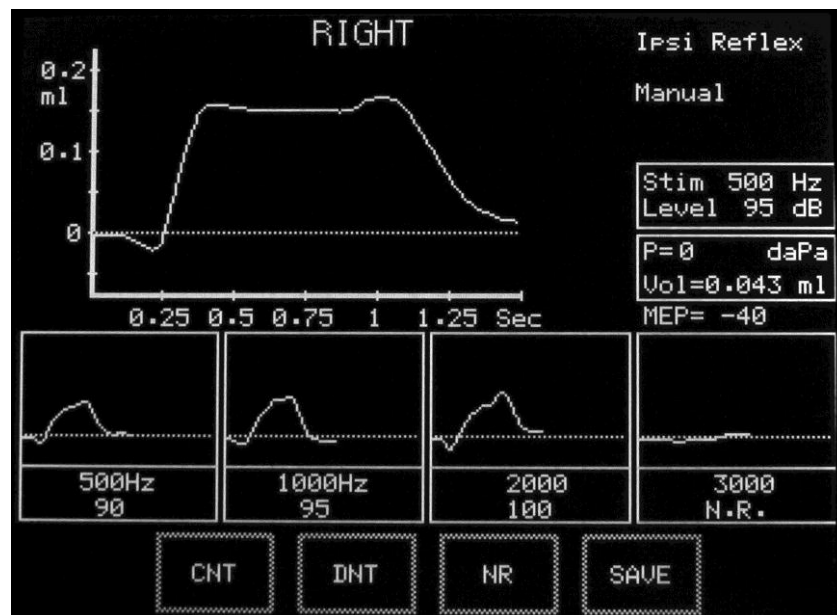 RIGHT
Ipsi Reflex
Manual
0.2
ml
0.1
0
Stim 500 Hz
Level 95 dB
P=0 daPa
Vol=0.043 ml
MEP= -40
0.25 0.5 0.75 1 1.25 Sec
500Hz
90
1000Hz
95
2000
100
3000
N.R.
CNT
DNT
NR
SAVE